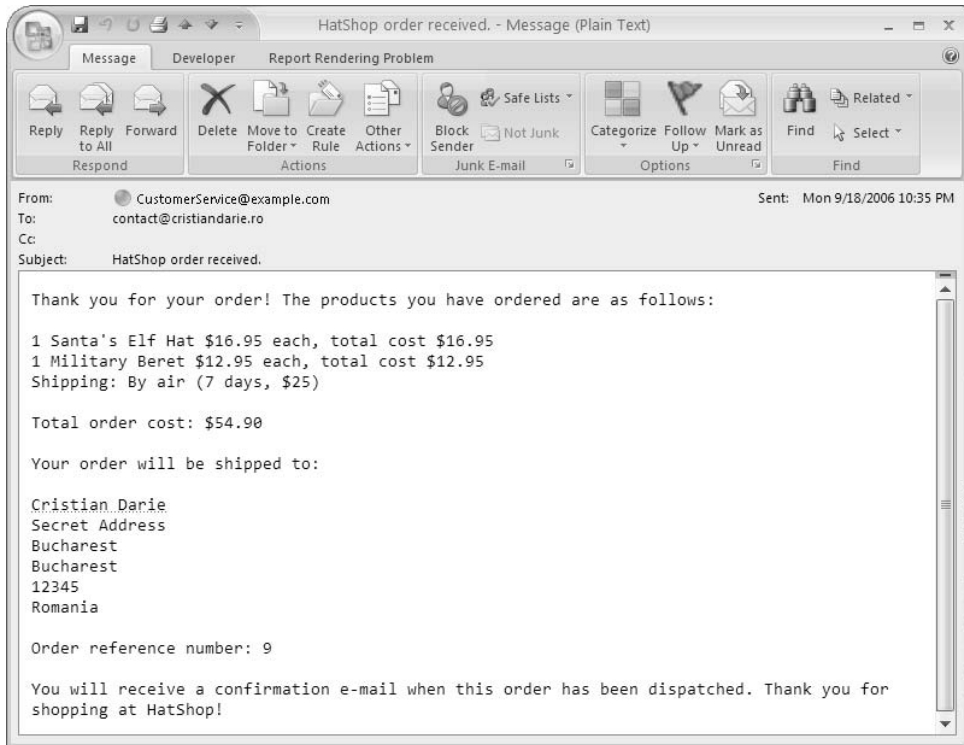 HatShop order received. - Message (Plain Text)
Message Developer Report Rendering Problem
Reply Reply to All Forward Delete Move to Folder Create Rule Other Actions Block Sender Safe Lists Not Junk Categorize Follow Up Mark as Unread Find Related Select
Respond Actions Junk E-mail Options Find
From: CustomerService@example.com Sent: Mon 9/18/2006 10:35 PM
To: contact@cristiandarie.ro
Cc:
Subject: HatShop order received.
Thank you for your order! The products you have ordered are as follows:
1 Santa's Elf Hat $16.95 each, total cost $16.95
1 Military Beret $12.95 each, total cost $12.95
Shipping: By air (7 days, $25)
Total order cost: $54.90
Your order will be shipped to:
Cristian Darie
Secret Address
Bucharest
Bucharest
12345
Romania
Order reference number: 9
You will receive a confirmation e-mail when this order has been dispatched. Thank you for
shopping at HatShop!